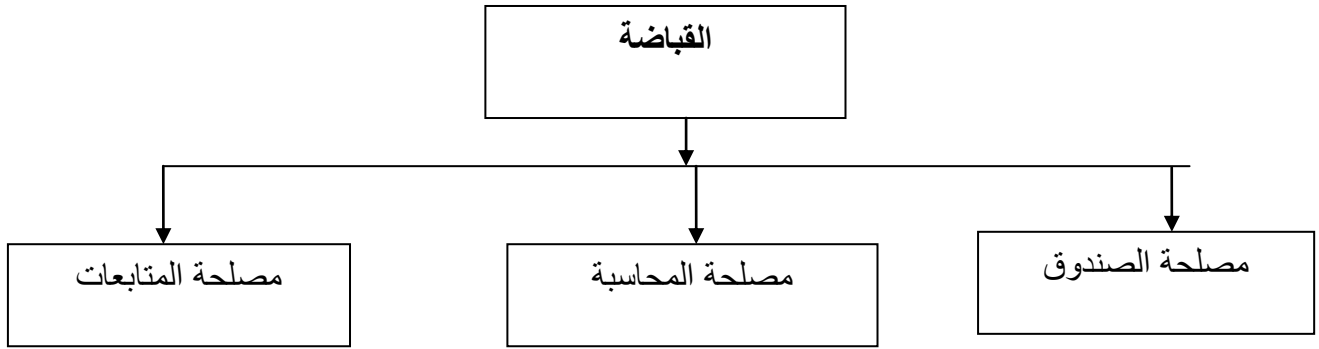 القباضة
مصلحة الصندوق
مصلحة المحاسبة
مصلحة المتابعات